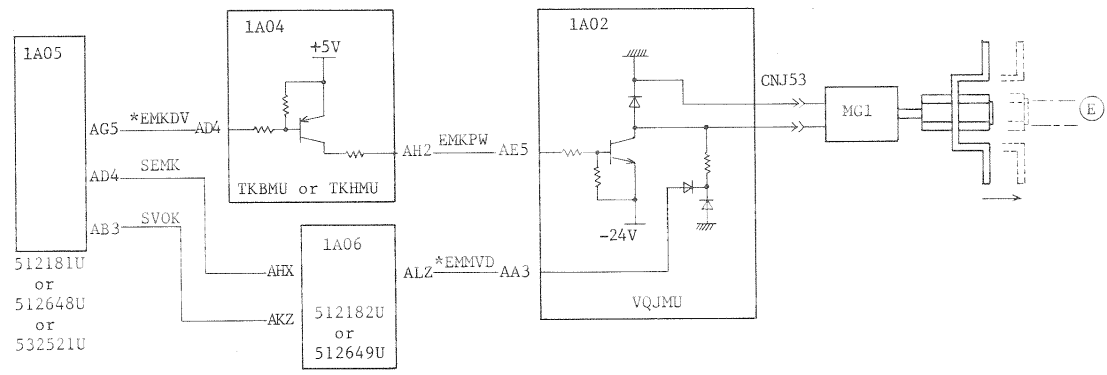 1A05
AG5
*EMKDV
AD4
SEMK
AB3
SVOK
512181U
or
512648U
or
532521U
1A04
+5V
AD4
AH2
TKBMU or TKHMU
EMKPW
1A06
AHX
AKZ
ALZ
512182U
or
512649U
*EMMVD
1A02
AE5
-24V
AA3
VQJMU
CNJ53
MG1
E